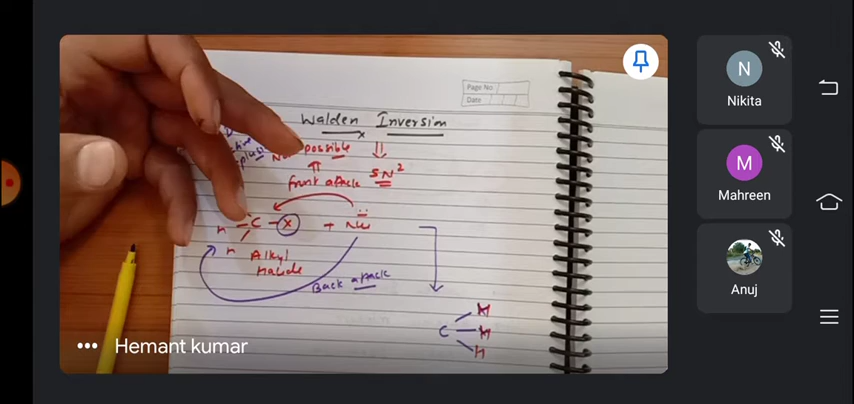 Page No
Date
Walden Inversion
possible
front attack
SN²
C - X + Nu
H
Alkyl
Halide
Back attack
H
C H
H
Hemant kumar
N
Nikita
M
Mahreen
Anuj